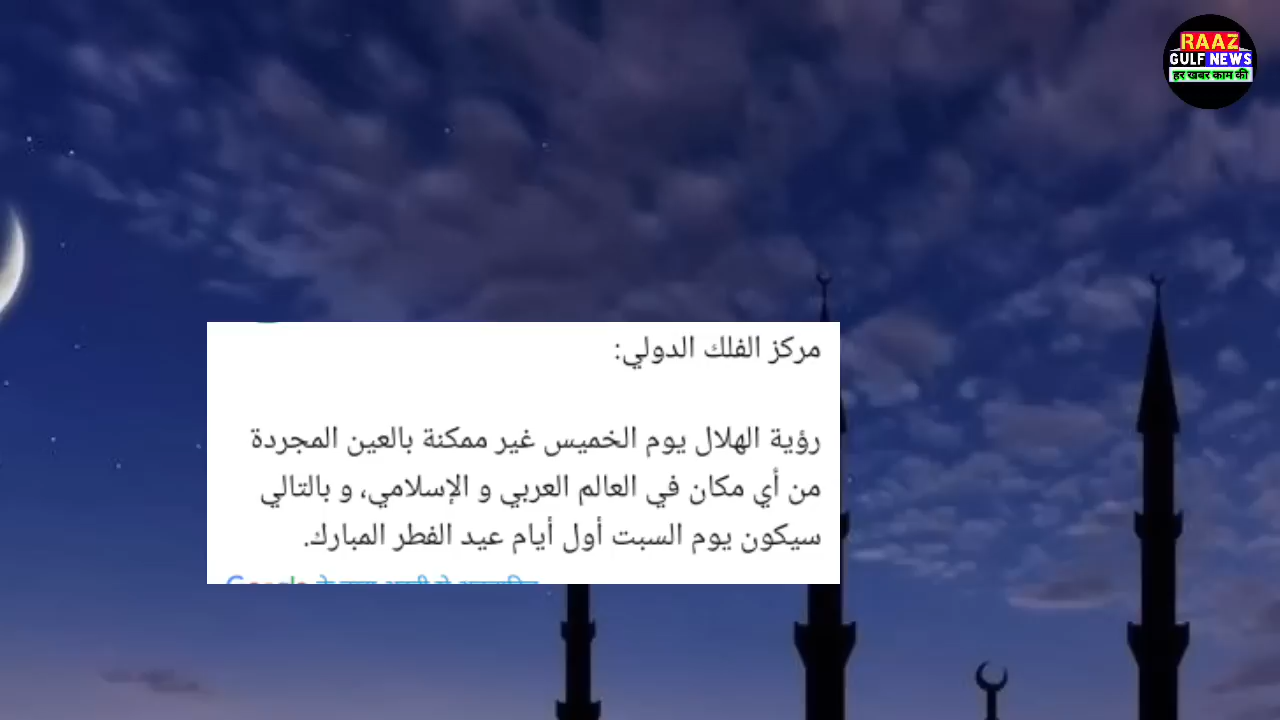 RAAZ
GULF NEWS
हर खबर काम की
مركز الفلك الدولي:
رؤية الهلال يوم الخميس غير ممكنة بالعين المجردة
من أي مكان في العالم العربي و الإسلامي، و بالتالي
سيكون يوم السبت أول أيام عيد الفطر المبارك.